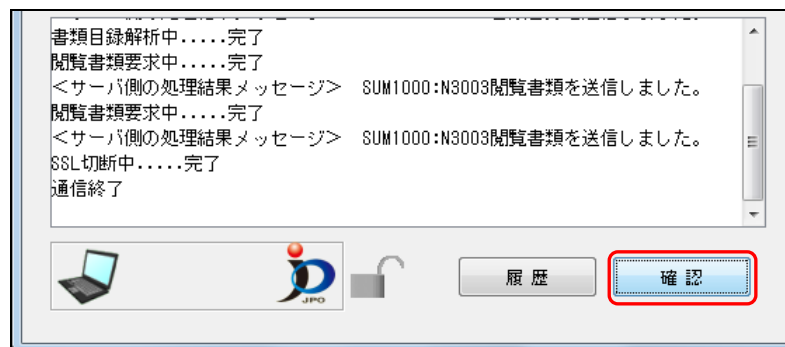 書類目録解析中.....完了
閲覧書類要求中.....完了
＜サーバ側の処理結果メッセージ＞　SUM1000:N3003閲覧書類を送信しました。
閲覧書類要求中.....完了
＜サーバ側の処理結果メッセージ＞　SUM1000:N3003閲覧書類を送信しました。
SSL切断中.....完了
通信終了
JPO
履 歴
確 認